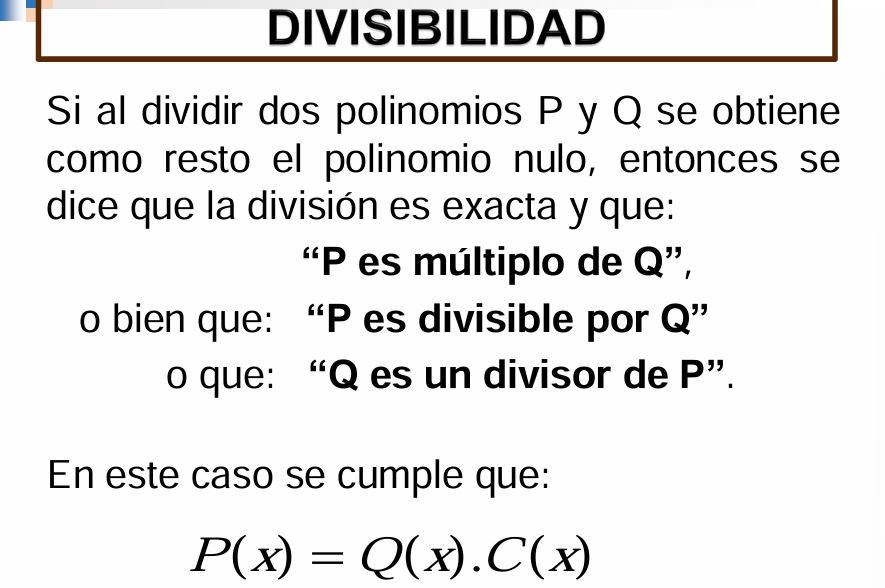 DIVISIBILIDAD
Si al dividir dos polinomios P y Q se obtiene
como resto el polinomio nulo, entonces se
dice que la división es exacta y que:
“P es múltiplo de Q”,
o bien que: “P es divisible por Q”
o que: “Q es un divisor de P”.
En este caso se cumple que:
P(x) = Q(x).C(x)